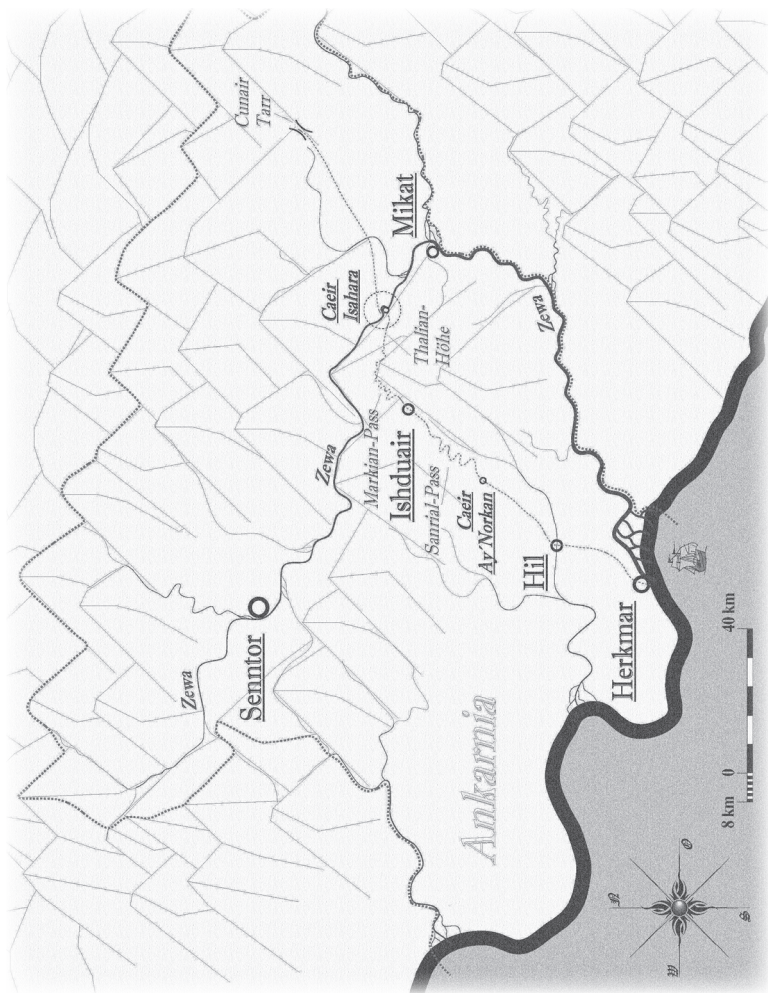 Zewa
Senntor
Cunair
Tarr
Zewa
Caeir
Isahara
Markian-Pass
Ishduair
Mikat
Thalian-
Höhe
Sanrial-Pass
Caeir
Ay'Norkan
Ankarnia
Hil
Zewa
Herkmar
N
W
O
S
8 km 0 40 km